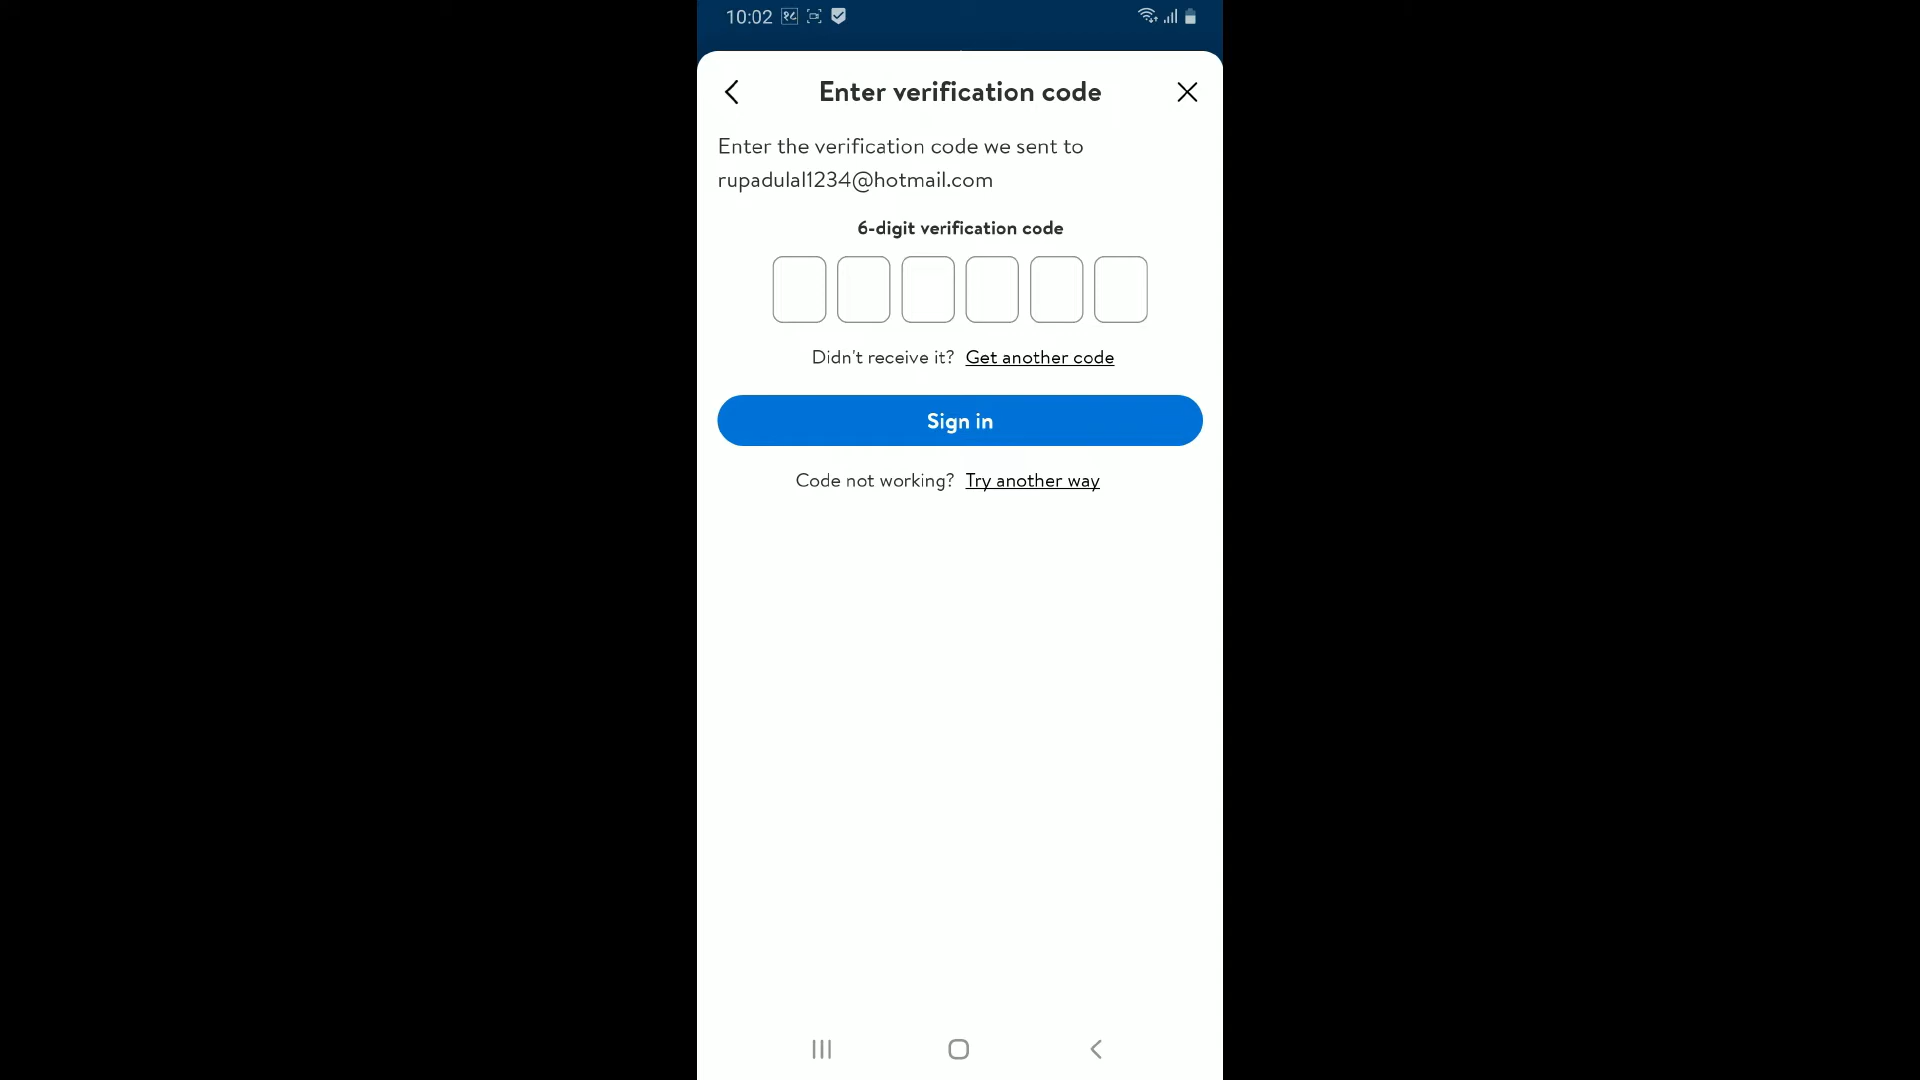 10:02
Enter verification code
Enter the verification code we sent to
rupadulal1234@hotmail.com
6-digit verification code
Didn't receive it? Get another code
Sign in
Code not working? Try another way